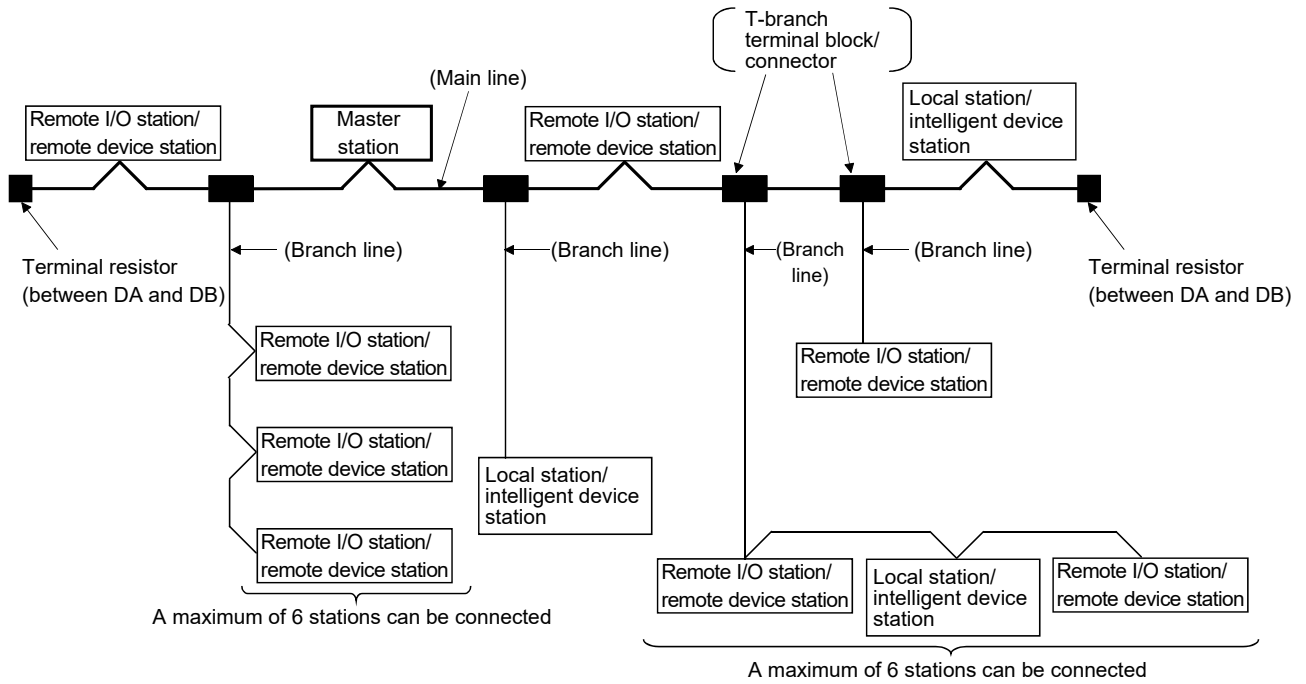 T-branch
terminal block/
connector
(Main line)
Remote I/O station/
remote device station
Master
station
Remote I/O station/
remote device station
Local station/
intelligent device
station
(Branch line)
(Branch line)
(Branch
line)
(Branch line)
Terminal resistor
(between DA and DB)
Terminal resistor
(between DA and DB)
Remote I/O station/
remote device station
Remote I/O station/
remote device station
Remote I/O station/
remote device station
Local station/
intelligent device
station
Remote I/O station/
remote device station
Remote I/O station/
remote device station
Local station/
intelligent device
station
Remote I/O station/
remote device station
A maximum of 6 stations can be connected
A maximum of 6 stations can be connected